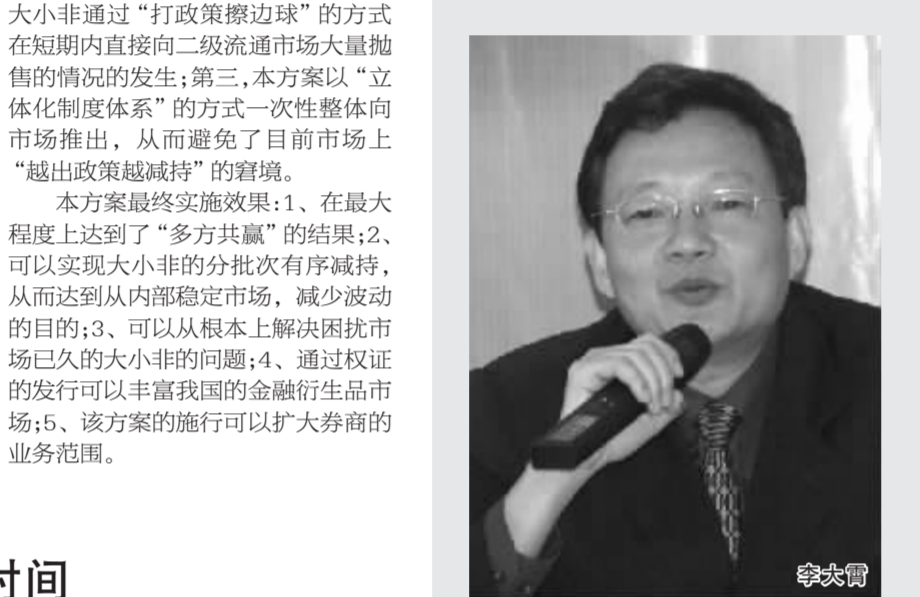 大小非通过“打政策擦边球”的方式
在短期内直接向二级流通市场大量抛
售的情况的发生;第三,本方案以“立
体化制度体系”的方式一次性整体向
市场推出，从而避免了目前市场上
“越出政策越减持”的窘境。
本方案最终实施效果:1、在最大
程度上达到了“多方共赢”的结果;2、
可以实现大小非的分批次有序减持，
从而达到从内部稳定市场，减少波动
的目的;3、可以从根本上解决困扰市
场已久的大小非的问题;4、通过权证
的发行可以丰富我国的金融衍生品市
场;5、该方案的施行可以扩大券商的
业务范围。
时间
李大霄